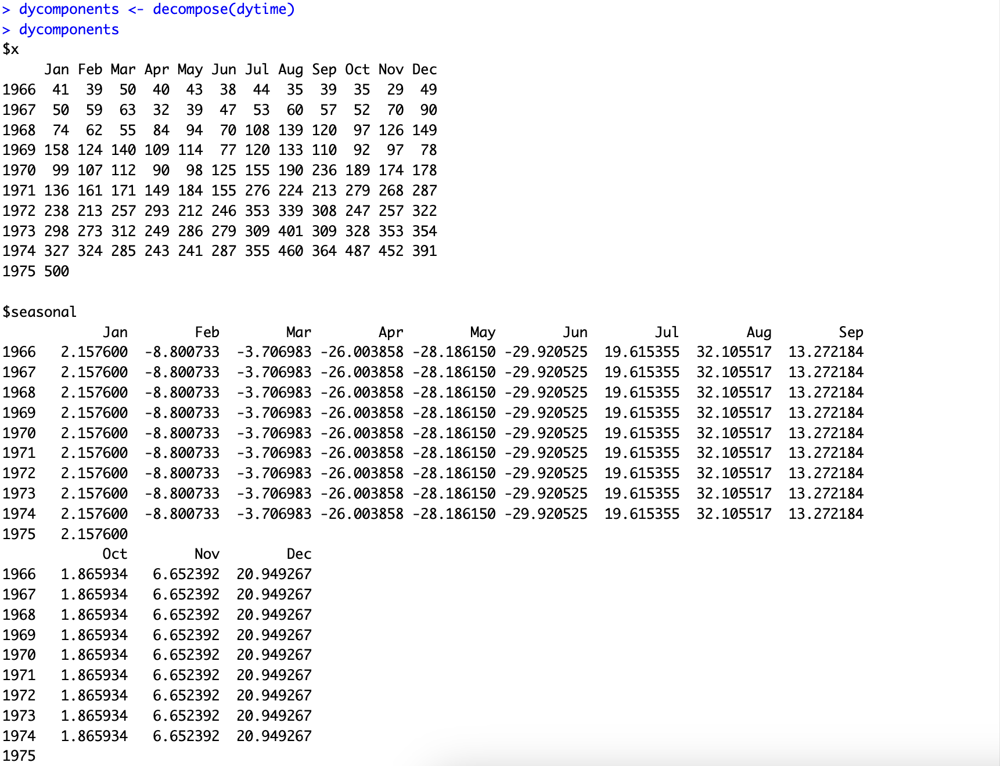 > dycomponents <- decompose(dytime)
> dycomponents
$x
     Jan Feb Mar Apr May Jun Jul Aug Sep Oct Nov Dec
1966  41  39  50  40  43  38  44  35  39  35  29  49
1967  50  59  63  32  39  47  53  60  57  52  70  90
1968  74  62  55  84  94  70 108 139 120  97 126 149
1969 158 124 140 109 114  77 120 133 110  92  97  78
1970  99 107 112  90  98 125 155 190 236 189 174 178
1971 136 161 171 149 184 155 276 224 213 279 268 287
1972 238 213 257 293 212 246 353 339 308 247 257 322
1973 298 273 312 249 286 279 309 401 309 328 353 354
1974 327 324 285 243 241 287 355 460 364 487 452 391
1975 500

$seasonal
            Jan        Feb        Mar        Apr        May        Jun        Jul        Aug        Sep
1966   2.157600  -8.800733  -3.706983 -26.003858 -28.186150 -29.920525  19.615355  32.105517  13.272184
1967   2.157600  -8.800733  -3.706983 -26.003858 -28.186150 -29.920525  19.615355  32.105517  13.272184
1968   2.157600  -8.800733  -3.706983 -26.003858 -28.186150 -29.920525  19.615355  32.105517  13.272184
1969   2.157600  -8.800733  -3.706983 -26.003858 -28.186150 -29.920525  19.615355  32.105517  13.272184
1970   2.157600  -8.800733  -3.706983 -26.003858 -28.186150 -29.920525  19.615355  32.105517  13.272184
1971   2.157600  -8.800733  -3.706983 -26.003858 -28.186150 -29.920525  19.615355  32.105517  13.272184
1972   2.157600  -8.800733  -3.706983 -26.003858 -28.186150 -29.920525  19.615355  32.105517  13.272184
1973   2.157600  -8.800733  -3.706983 -26.003858 -28.186150 -29.920525  19.615355  32.105517  13.272184
1974   2.157600  -8.800733  -3.706983 -26.003858 -28.186150 -29.920525  19.615355  32.105517  13.272184
1975   2.157600
            Oct        Nov        Dec
1966   1.865934   6.652392  20.949267
1967   1.865934   6.652392  20.949267
1968   1.865934   6.652392  20.949267
1969   1.865934   6.652392  20.949267
1970   1.865934   6.652392  20.949267
1971   1.865934   6.652392  20.949267
1972   1.865934   6.652392  20.949267
1973   1.865934   6.652392  20.949267
1974   1.865934   6.652392  20.949267
1975